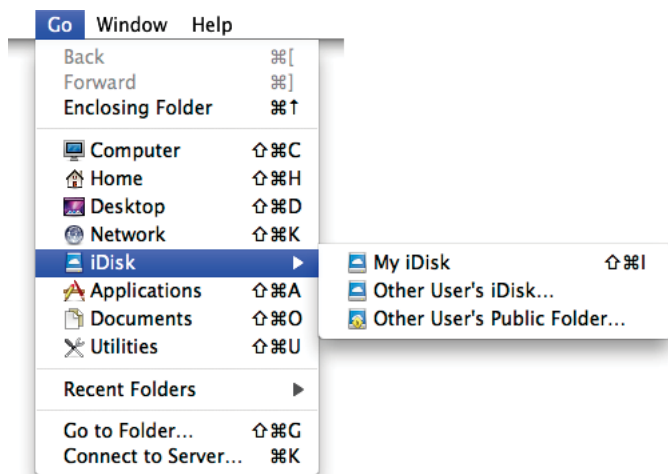 Go Window Help
Back ⌘[
Forward ⌘]
Enclosing Folder ⌘↑
Computer ⇧⌘C
Home ⇧⌘H
Desktop ⇧⌘D
Network ⇧⌘K
iDisk ▶
My iDisk ⇧⌘I
Applications ⇧⌘A
Other User's iDisk...
Documents ⇧⌘O
Other User's Public Folder...
Utilities ⇧⌘U
Recent Folders ▶
Go to Folder... ⇧⌘G
Connect to Server... ⌘K